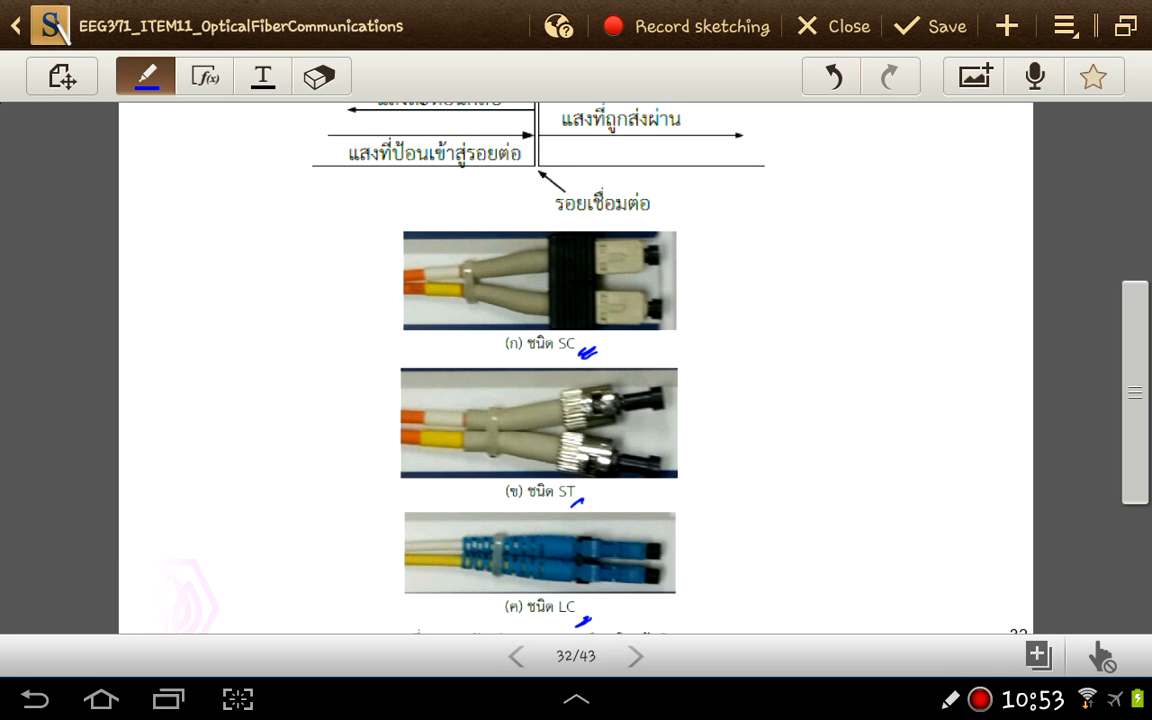 EEG371_ITEM11_OpticalFiberCommunications
Record sketching
Close
Save
f(x)
T
แสงที่ถูกส่งผ่าน
แสงที่ป้อนเข้าสู่รอยต่อ
รอยเชื่อมต่อ
(ก) ชนิด SC
(ข) ชนิด ST
(ค) ชนิด LC
32/43
10:53